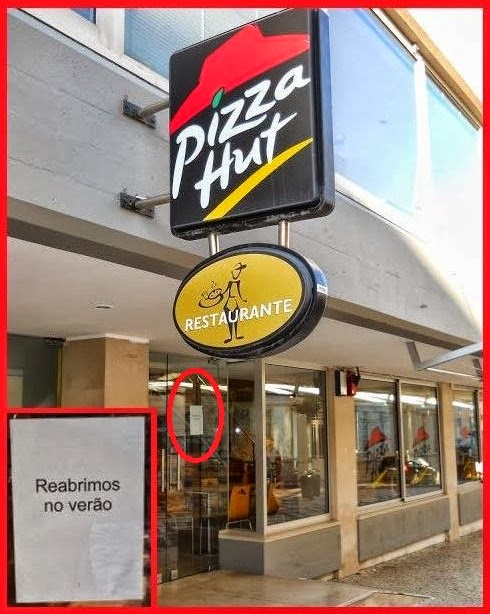 Pizza
Hut
RESTAURANTE
Reabrimos
no verão